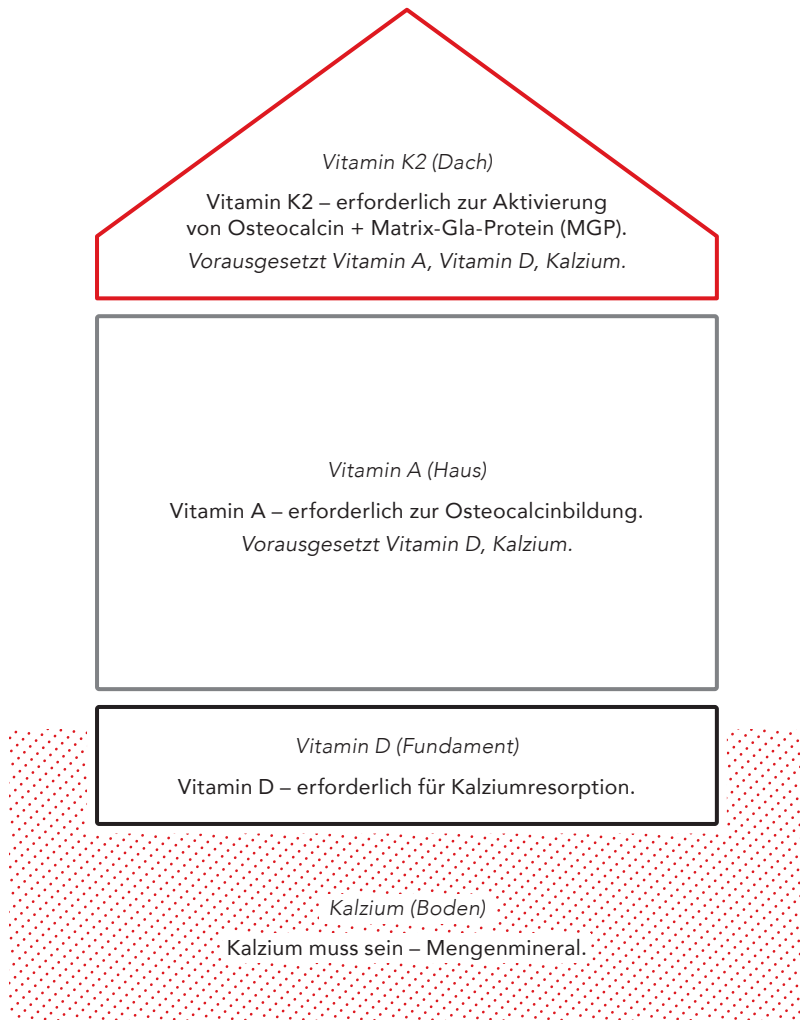 Vitamin K2 (Dach)
Vitamin K2 – erforderlich zur Aktivierung
von Osteocalcin + Matrix-Gla-Protein (MGP).
Vorausgesetzt Vitamin A, Vitamin D, Kalzium.
Vitamin A (Haus)
Vitamin A – erforderlich zur Osteocalcinbildung.
Vorausgesetzt Vitamin D, Kalzium.
Vitamin D (Fundament)
Vitamin D – erforderlich für Kalziumresorption.
Kalzium (Boden)
Kalzium muss sein – Mengenmineral.